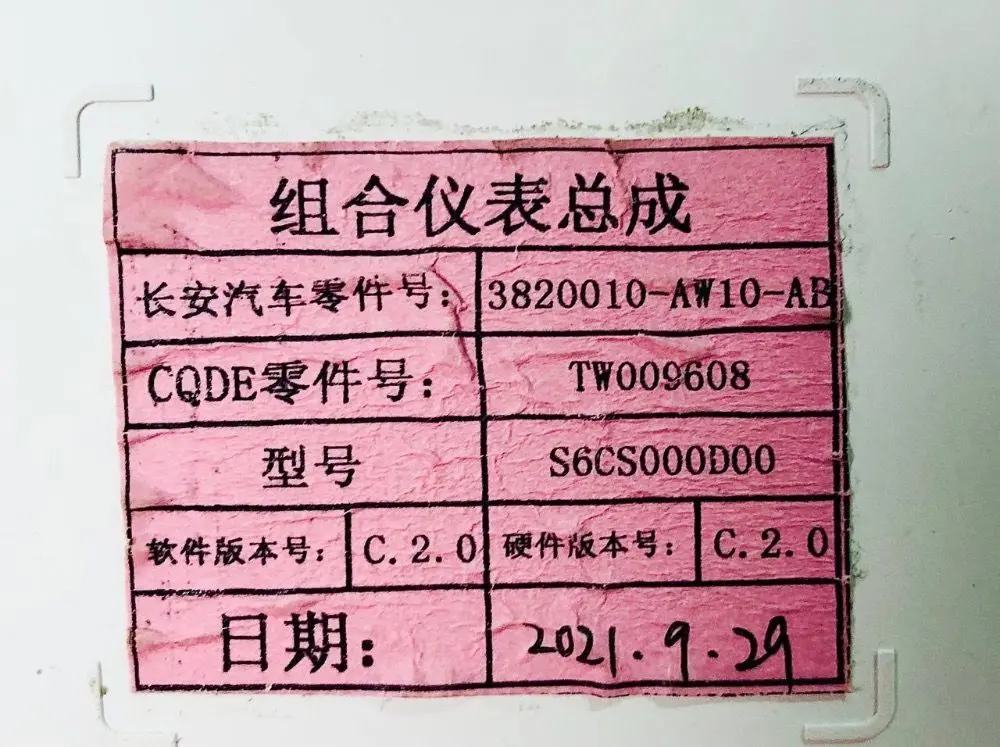 组合仪表总成
长安汽车零件号: 3820010-AW10-AB
CQDE零件号: TW009608
型号 S6CS000D00
软件版本号: C.2.0 硬件版本号: C.2.0
日期: 2021.9.29